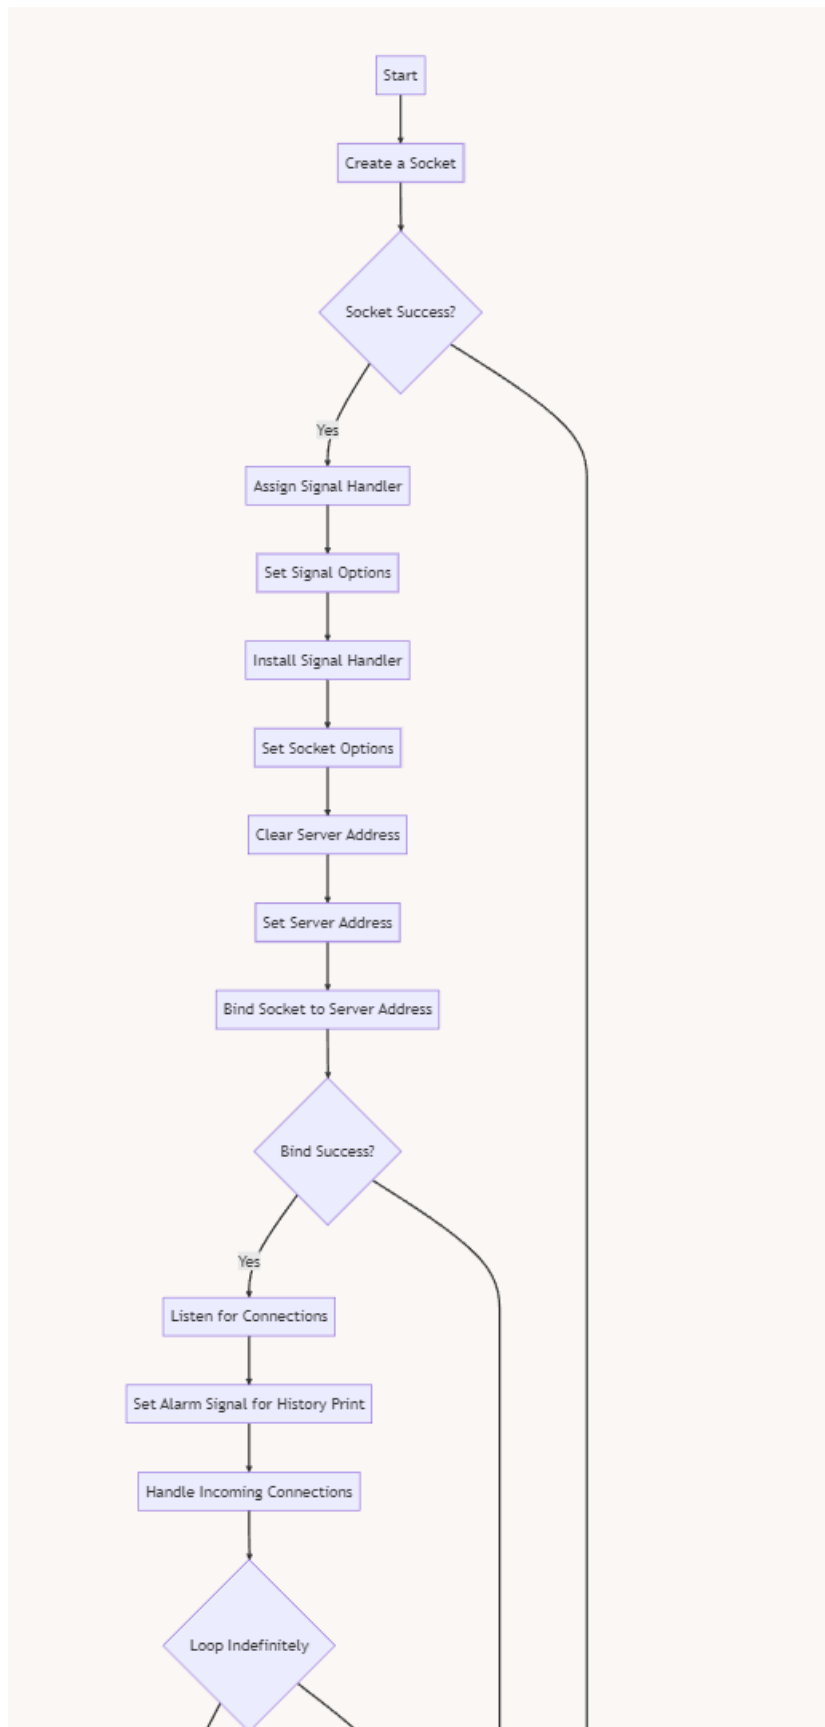 Start
Create a Socket
Socket Success?
Yes
Assign Signal Handler
Set Signal Options
Install Signal Handler
Set Socket Options
Clear Server Address
Set Server Address
Bind Socket to Server Address
Bind Success?
Yes
Listen for Connections
Set Alarm Signal for History Print
Handle Incoming Connections
Loop Indefinitely